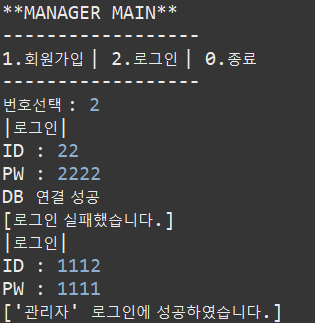 **MANAGER MAIN**
------------------
1.회원가입 | 2.로그인 | 0.종료
------------------
번호선택 : 2
|로그인|
ID : 22
PW : 2222
DB 연결 성공
[로그인 실패했습니다.]
|로그인|
ID : 1112
PW : 1111
['관리자' 로그인에 성공하였습니다.]